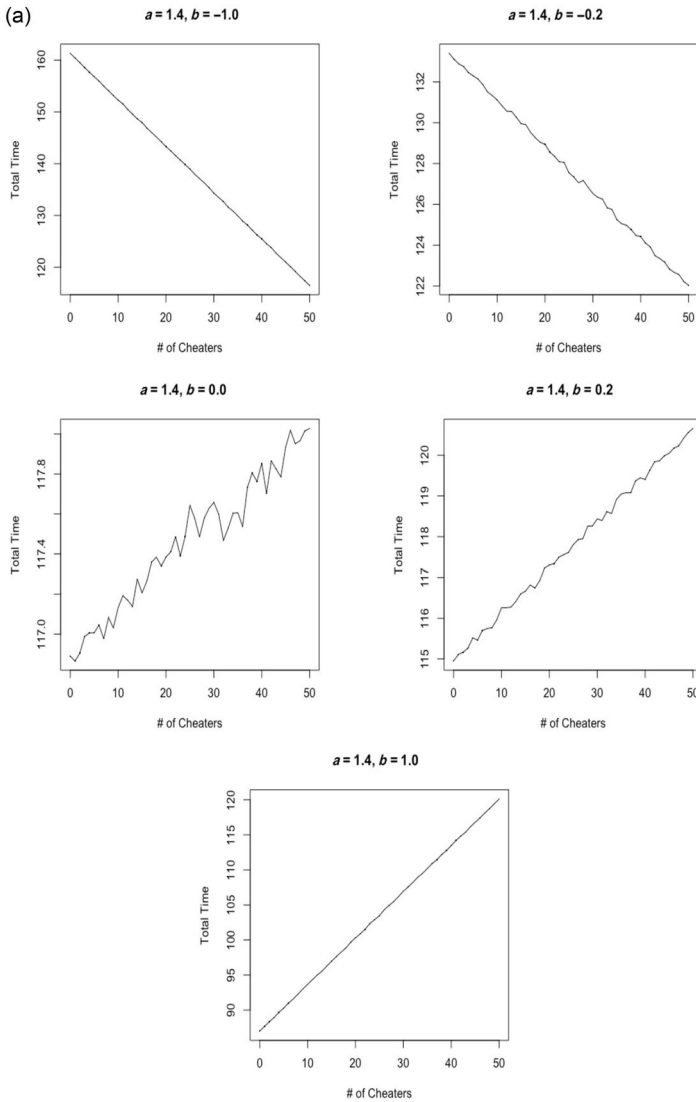 (a)
a = 1.4, b = −1.0
a = 1.4, b = −0.2
Total Time
160
150
140
130
120
0 10 20 30 40 50
# of Cheaters
Total Time
132
130
128
126
124
122
0 10 20 30 40 50
# of Cheaters
a = 1.4, b = 0.0
a = 1.4, b = 0.2
Total Time
117.8
117.4
117.0
0 10 20 30 40 50
# of Cheaters
Total Time
120
119
118
117
116
115
0 10 20 30 40 50
# of Cheaters
a = 1.4, b = 1.0
Total Time
120
115
110
105
100
95
90
0 10 20 30 40 50
# of Cheaters